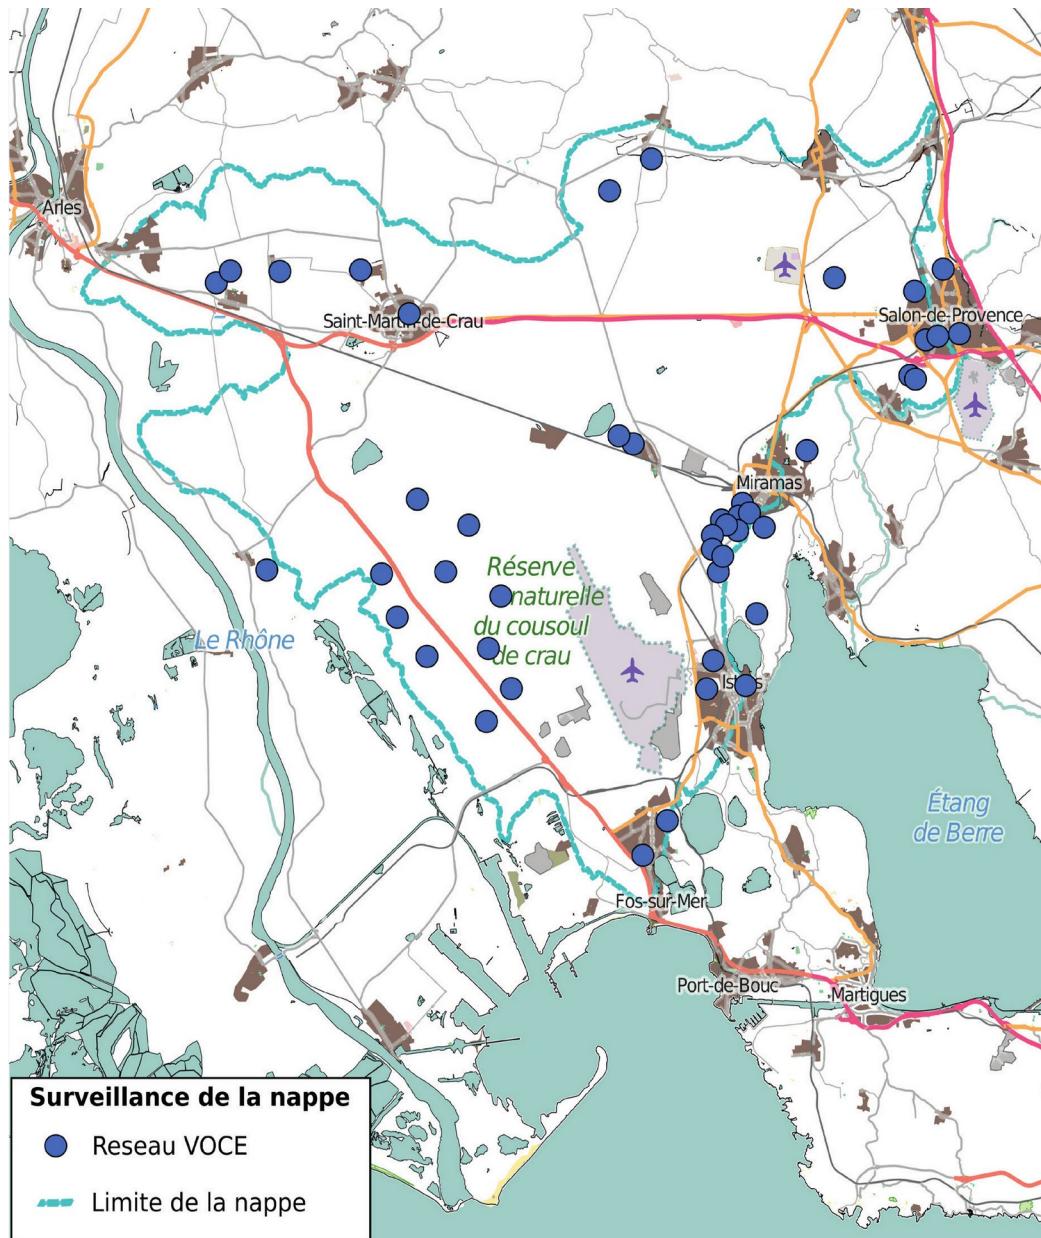 Arles
Saint-Martin-de-Crau
Salon-de-Provence
Miramas
Réserve
naturelle
du cousoul
de crau
Le Rhône
Istres
Étang
de Berre
Fos-sur-Mer
Port-de-Bouc
Martigues
Surveillance de la nappe
Reseau VOCE
Limite de la nappe